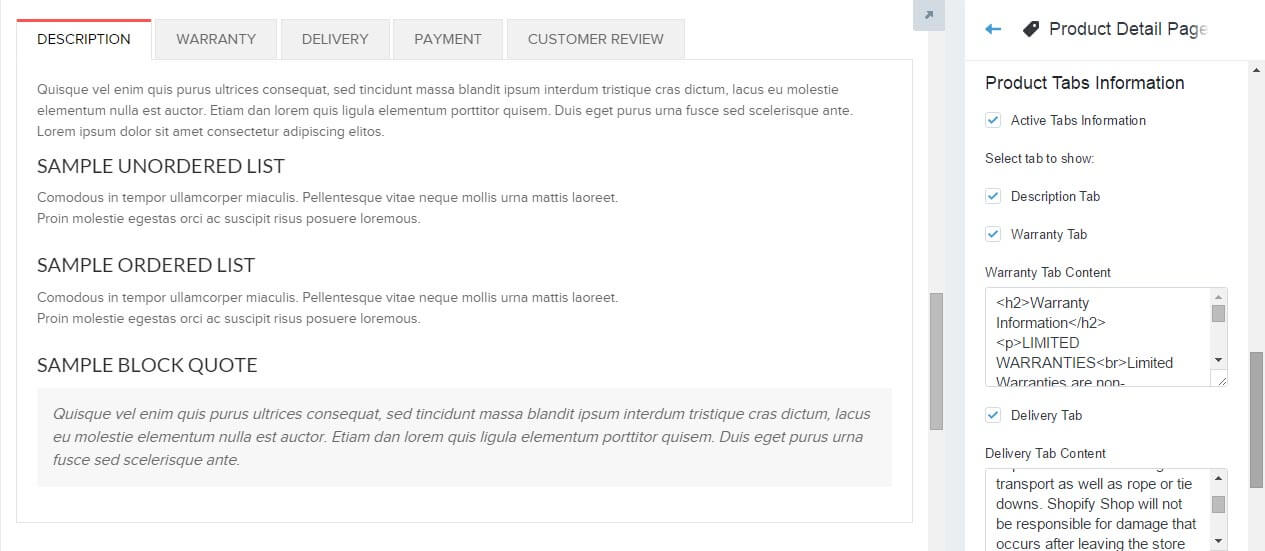 DESCRIPTION WARRANTY DELIVERY PAYMENT CUSTOMER REVIEW
Quisque vel enim quis purus ultrices consequat, sed tincidunt massa blandit ipsum interdum tristique cras dictum, lacus eu molestie
elementum nulla est auctor. Etiam dan lorem quis ligula elementum porttitor quisem. Duis eget purus urna fusce sed scelerisque ante.
Lorem ipsum dolor sit amet consectetur adipiscing elitos.
SAMPLE UNORDERED LIST
Comodous in tempor ullamcorper miaculis. Pellentesque vitae neque mollis urna mattis laoreet.
Proin molestie egestas orci ac suscipit risus posuere loremous.
SAMPLE ORDERED LIST
Comodous in tempor ullamcorper miaculis. Pellentesque vitae neque mollis urna mattis laoreet.
Proin molestie egestas orci ac suscipit risus posuere loremous.
SAMPLE BLOCK QUOTE
Quisque vel enim quis purus ultrices consequat, sed tincidunt massa blandit ipsum interdum tristique cras dictum, lacus
eu molestie elementum nulla est auctor. Etiam dan lorem quis ligula elementum porttitor quisem. Duis eget purus urna
fusce sed scelerisque ante.
Product Detail Page
Product Tabs Information
Active Tabs Information
Select tab to show:
Description Tab
Warranty Tab
Warranty Tab Content
<h2>Warranty
Information</h2>
<p>LIMITED
WARRANTIES<br>Limited
Warranties are non-
Delivery Tab
Delivery Tab Content
transport as well as rope or tie
downs. Shopify Shop will not
be responsible for damage that
occurs after leaving the store